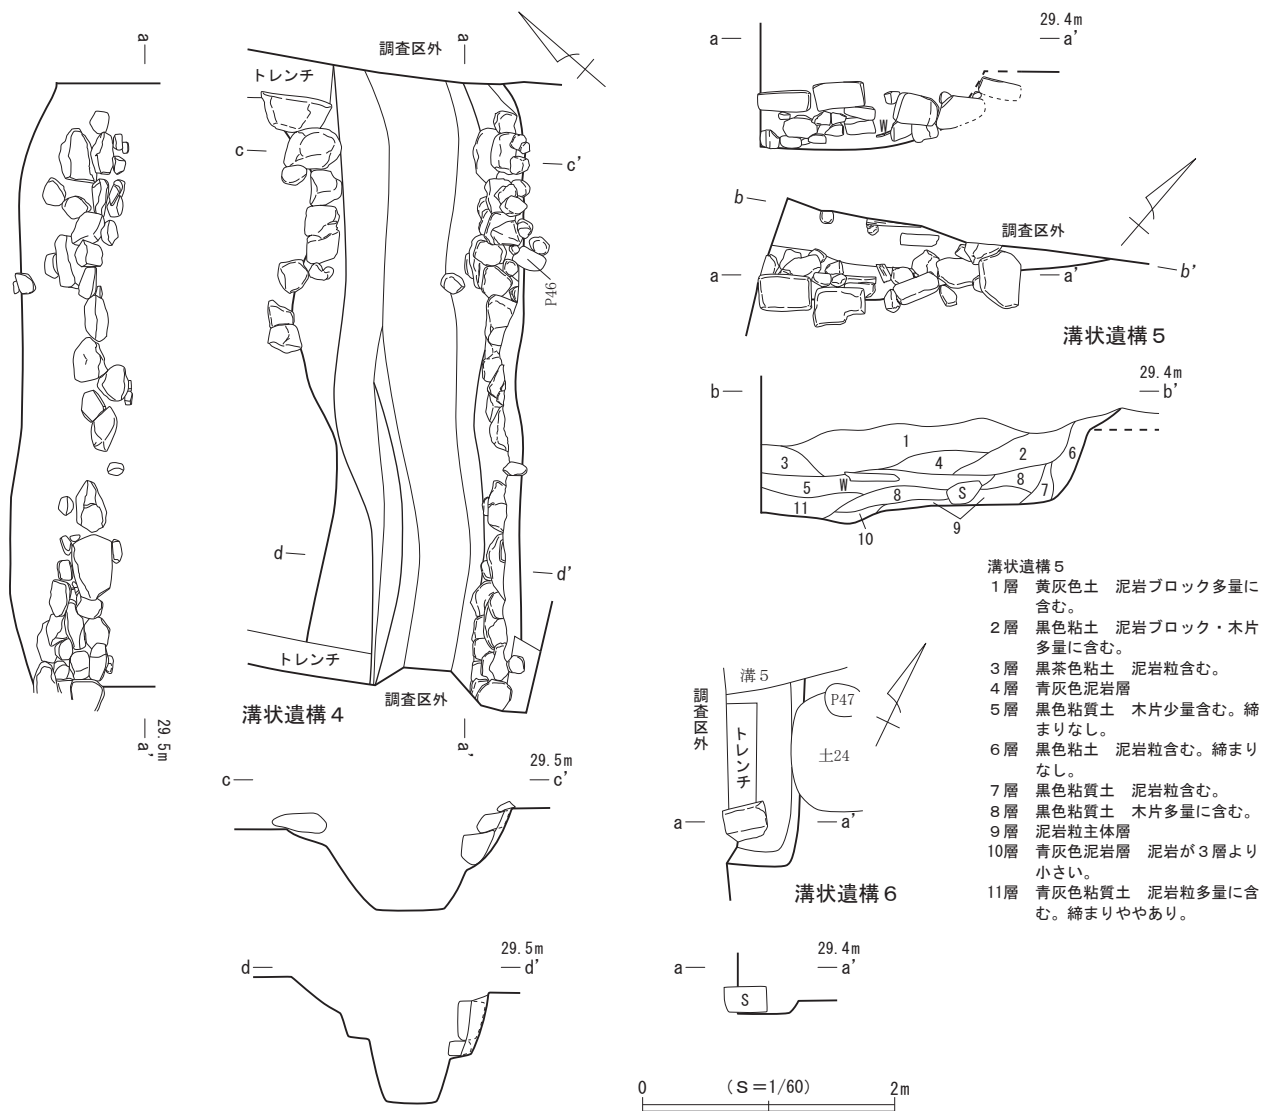 a
a
調査区外
トレンチ
c
c’
P46
d
d’
トレンチ
調査区外
溝状遺構４
a’
29.5m
a’
29.5m
c
c’
29.5m
d
d’
29.4m
a
a’
b
調査区外
a
a’
b’
溝状遺構５
29.4m
b
b’
1
2
3
4
5
6
W
8
8
7
S
11
10
9
W
溝状遺構５
１層　黄灰色土　泥岩ブロック多量に
含む。
２層　黒色粘土　泥岩ブロック・木片
多量に含む。
３層　黒茶色粘土　泥岩粒含む。
４層　青灰色泥岩層
５層　黒色粘質土　木片少量含む。締
まりなし。
６層　黒色粘土　泥岩粒含む。締まり
なし。
７層　黒色粘質土　泥岩粒含む。
８層　黒色粘質土　木片多量に含む。
９層　泥岩粒主体層
10層　青灰色泥岩層　泥岩が３層より
小さい。
11層　青灰色粘質土　泥岩粒多量に含
む。締まりややあり。
溝５
調査区外
トレンチ
P47
土24
a
a’
溝状遺構６
29.4m
a
a’
S
0
（Ｓ＝1/60）
2m